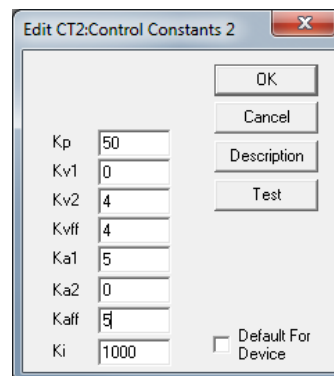 Edit CT2:Control Constants 2
OK
Cancel
Description
Test
Kp 50
Kv1 0
Kv2 4
Kvff 4
Ka1 5
Ka2 0
Kaff 5
Ki 1000
Default For
Device